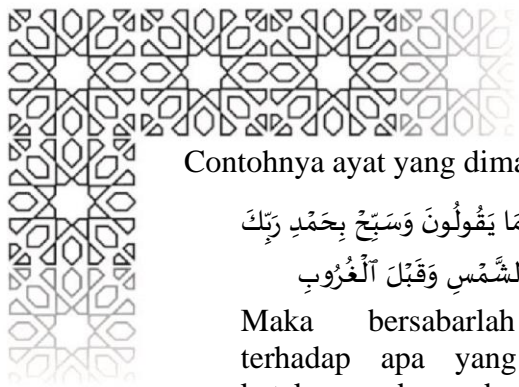 Contohnya ayat yang dima
مَا يَقُولُونَ وَسَبِّحْ بِحَمْدِ رَبِّكَ
لشَّمْسِ وَقَبْلَ ٱلْغُرُوبِ
Maka bersabarlah
terhadap apa yang